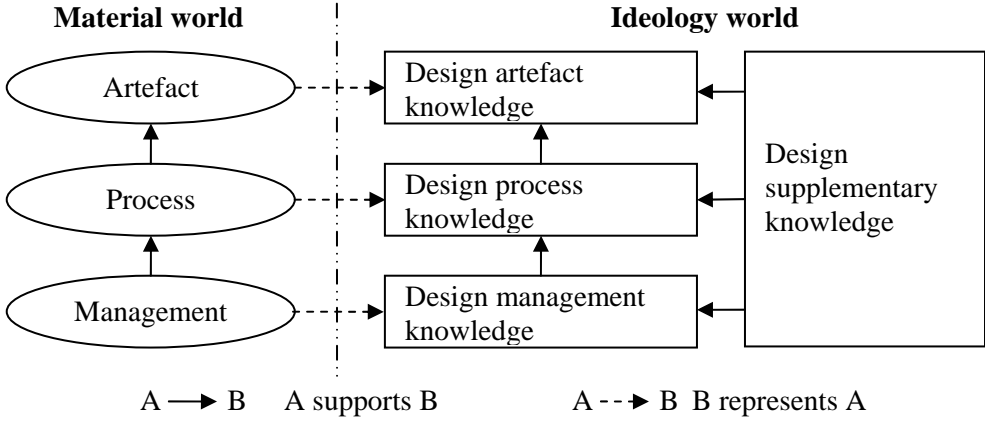 Material world
Ideology world
Artefact
Design artefact
knowledge
Process
Design process
knowledge
Management
Design management
knowledge
Design
supplementary
knowledge
A B A supports B
A B B represents A